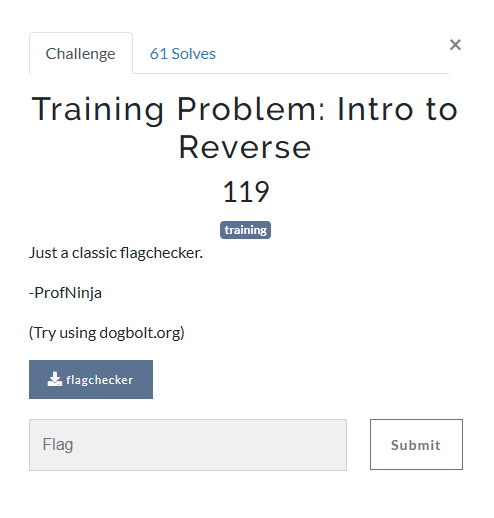 Challenge
61 Solves
×
Training Problem: Intro to
Reverse
119
training
Just a classic flagchecker.
-ProfNinja
(Try using dogbolt.org)
flagchecker
Flag
Submit